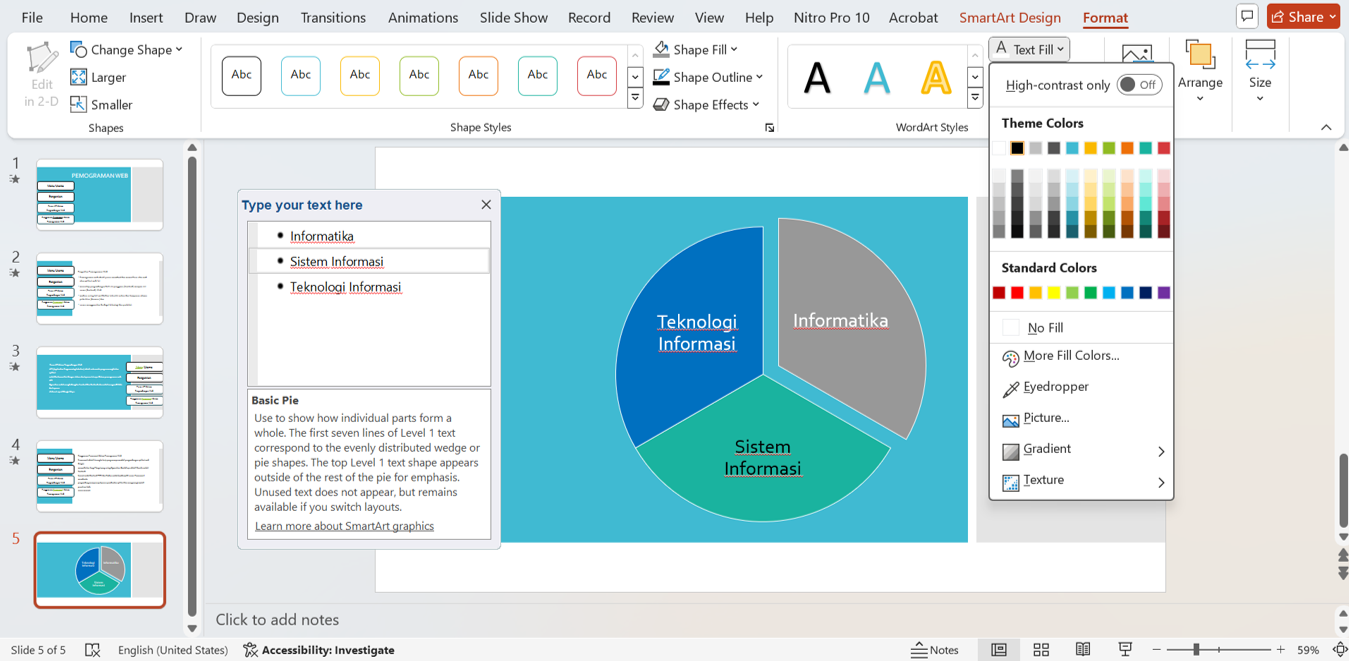 File Home Insert Draw Design Transitions Animations Slide Show Record Review View Help Nitro Pro 10 Acrobat SmartArt Design Format
Share
Edit
in 2-D
Change Shape
Larger
Smaller
Shapes
Abc Abc Abc Abc Abc Abc Abc
Shape Fill
Shape Outline
Shape Effects
Shape Styles
A A A
WordArt Styles
A Text Fill
Arrange
Size
High-contrast only Off
Theme Colors
Standard Colors
No Fill
More Fill Colors...
Eyedropper
Picture...
Gradient
Texture
1
PEMOGRAMAN WEB
2
3
4
5
Type your text here
Informatika
Sistem Informasi
Teknologi Informasi
Basic Pie
Use to show how individual parts form a
whole. The first seven lines of Level 1 text
correspond to the evenly distributed wedge or
pie shapes. The top Level 1 text shape appears
outside of the rest of the pie for emphasis.
Unused text does not appear, but remains
available if you switch layouts.
Learn more about SmartArt graphics
Teknologi
Informasi
Informatika
Sistem
Informasi
Click to add notes
Slide 5 of 5 English (United States) Accessibility: Investigate Notes 59%